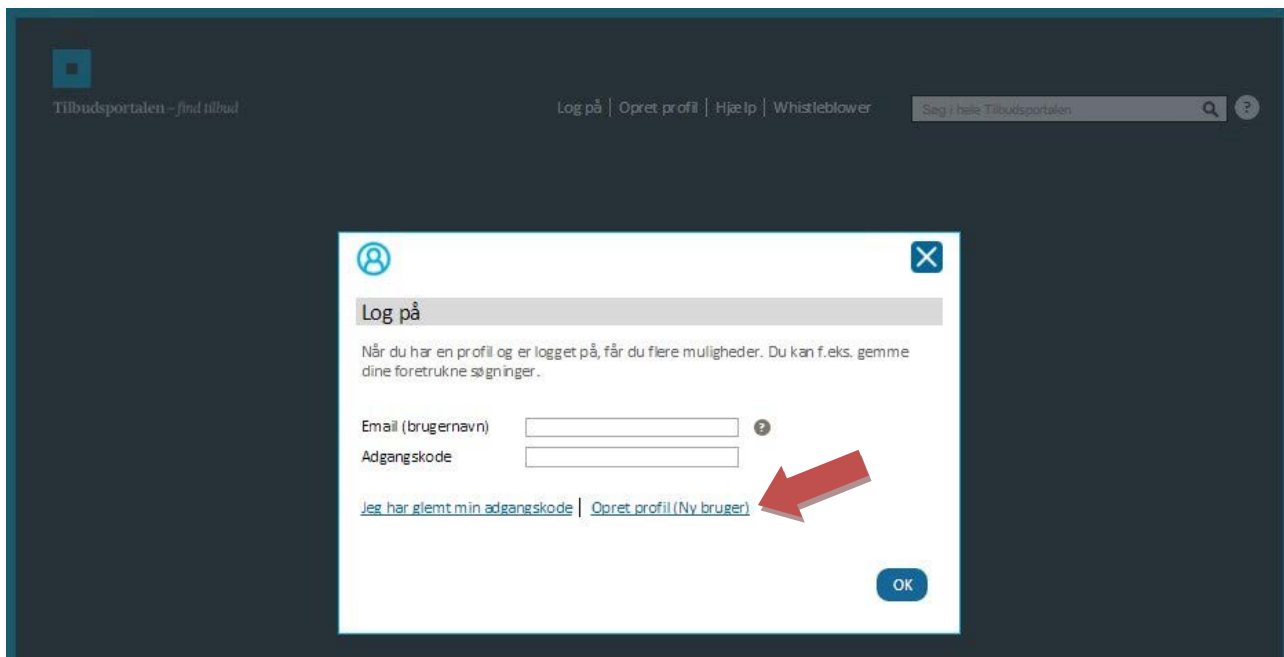 Tilbudsportalen – find tilbud
Log på | Opret profil | Hjælp | Whistleblower
Søg i hele Tilbudsportalen
?
Log på
Når du har en profil og er logget på, får du flere muligheder. Du kan f.eks. gemme
dine foretrukne søgninger.
Email (brugernavn)
?
Adgangskode
Jeg har glemt min adgangskode | Opret profil (Ny bruger)
OK